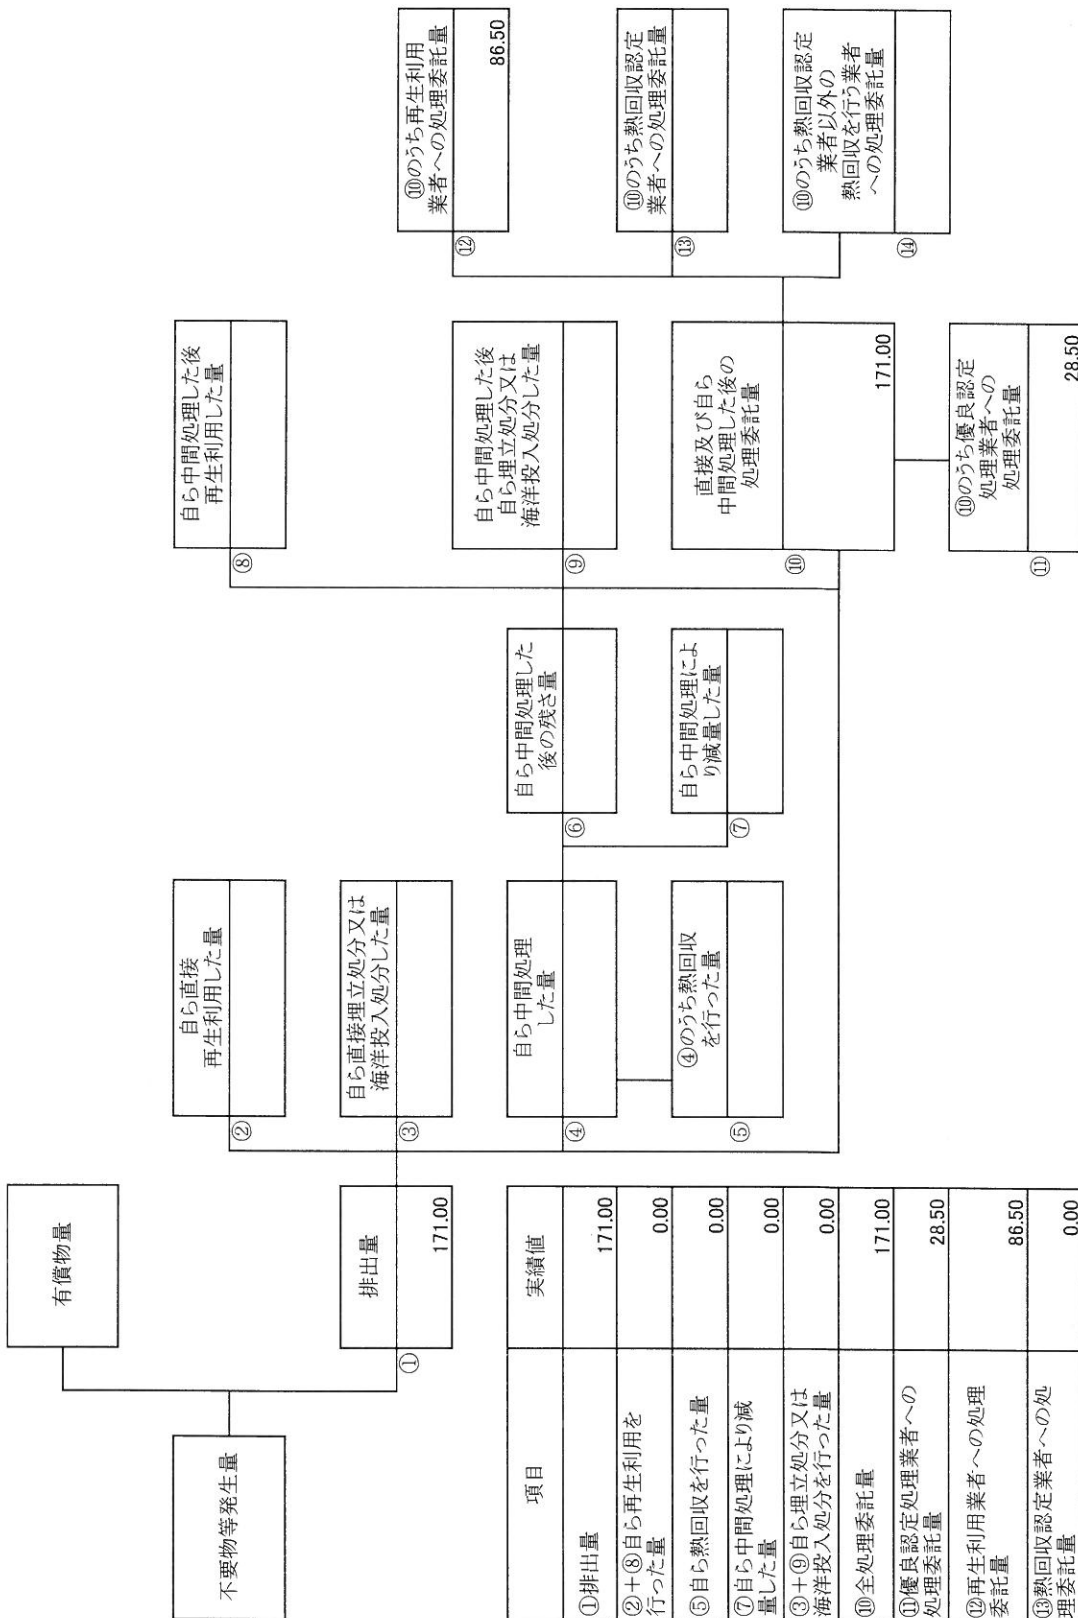 不要物等発生量
有償物量
排出量
①
171.00
自ら直接
再生利用した量
②
自ら直接埋立処分又は
海洋投入処分した量
③
自ら中間処理
した量
④
④のうち熱回収
を行った量
⑤
自ら中間処理した
後の残さ量
⑥
自ら中間処理によ
り減量した量
⑦
自ら中間処理した後
再生利用した量
⑧
自ら中間処理した後
自ら埋立処分又は
海洋投入処分した量
⑨
直接及び自ら
中間処理した後の
処理委託量
⑩
171.00
⑩のうち優良認定
処理業者への
処理委託量
⑪
28.50
⑩のうち再生利用
業者への処理委託量
⑫
86.50
⑩のうち熱回収認定
業者への処理委託量
⑬
⑩のうち熱回収認定
業者以外の
熱回収を行う業者
への処理委託量
⑭
項目 実績値
①排出量 171.00
②+⑧自ら再生利用を
行った量 0.00
⑤自ら熱回収を行った量 0.00
⑦自ら中間処理により減
量した量 0.00
③+⑨自ら埋立処分又は
海洋投入処分を行った量 0.00
⑩全処理委託量 171.00
⑪優良認定処理業者への
処理委託量 28.50
⑫再生利用業者への処理
委託量 86.50
⑬熱回収認定業者への処
理委託量 0.00